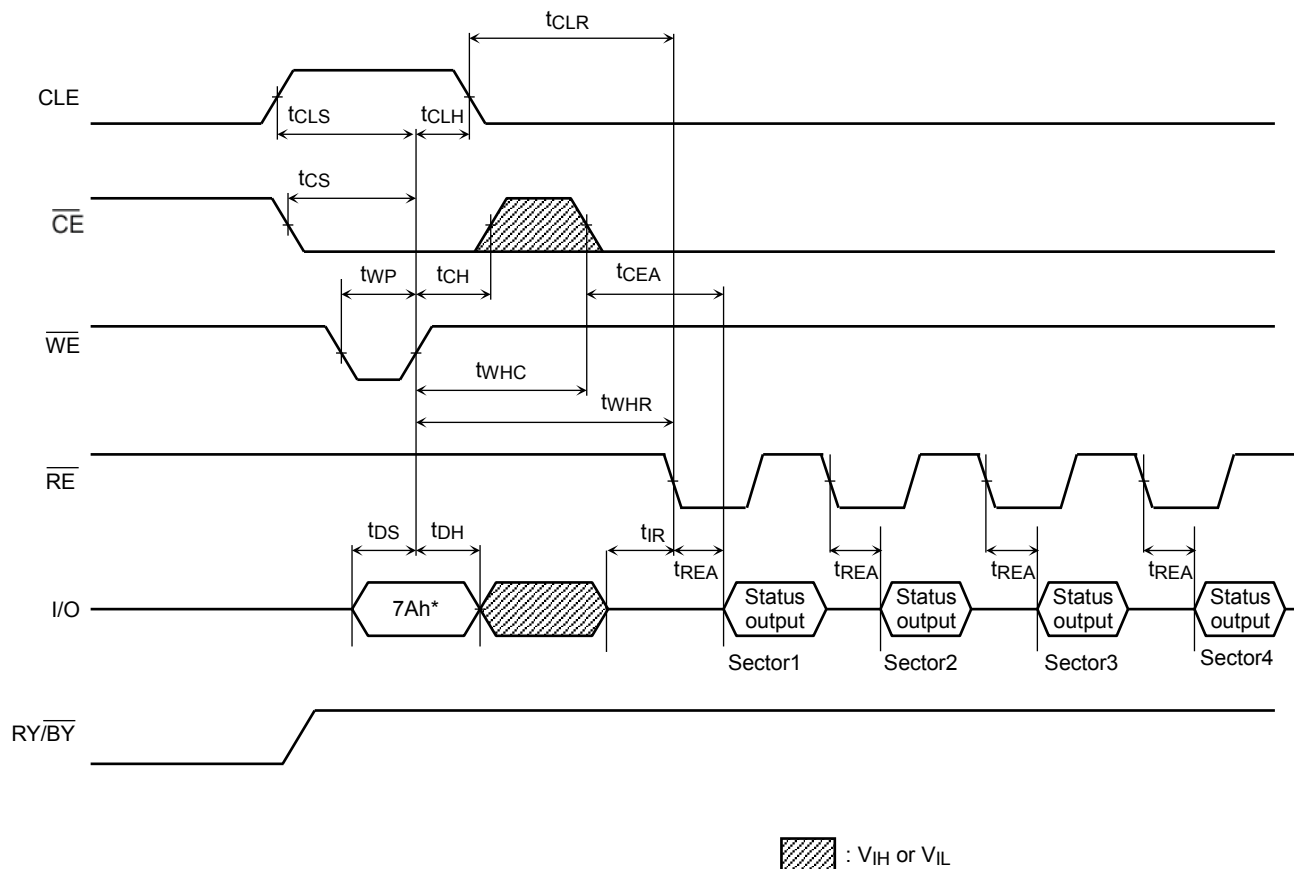 tCLR
CLE
tCLS
tCLH
tCS
CE
tWP
tCH
tCEA
WE
tWHC
tWHR
RE
tDS
tDH
tIR
tREA
tREA
tREA
tREA
I/O
7Ah*
Status
output
Status
output
Status
output
Status
output
Sector1
Sector2
Sector3
Sector4
RY/BY
: VIH or VIL